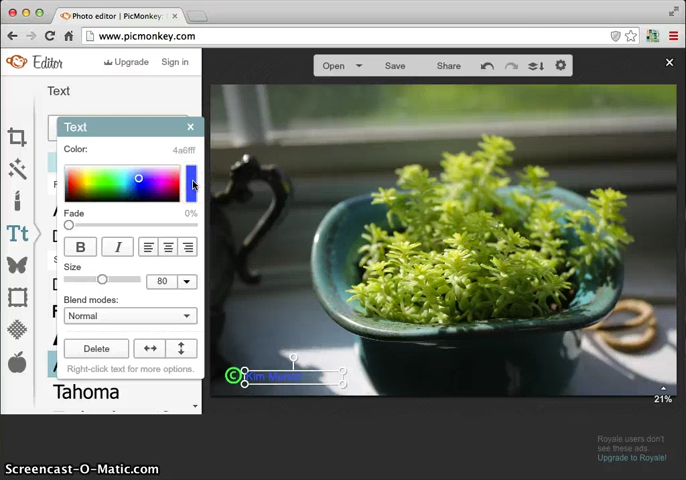 Photo editor | PicMonkey:
www.picmonkey.com
Editor
Upgrade
Sign in
Open
Save
Share
Text
Text
Color:
4a6fff
Fade
0%
B
I
Size
80
Blend modes:
Normal
Delete
Right-click text for more options.
Tahoma
Tt
©
Kim
21%
Royale users don't
see these ads.
Upgrade to Royale!
Screencast-O-Matic.com